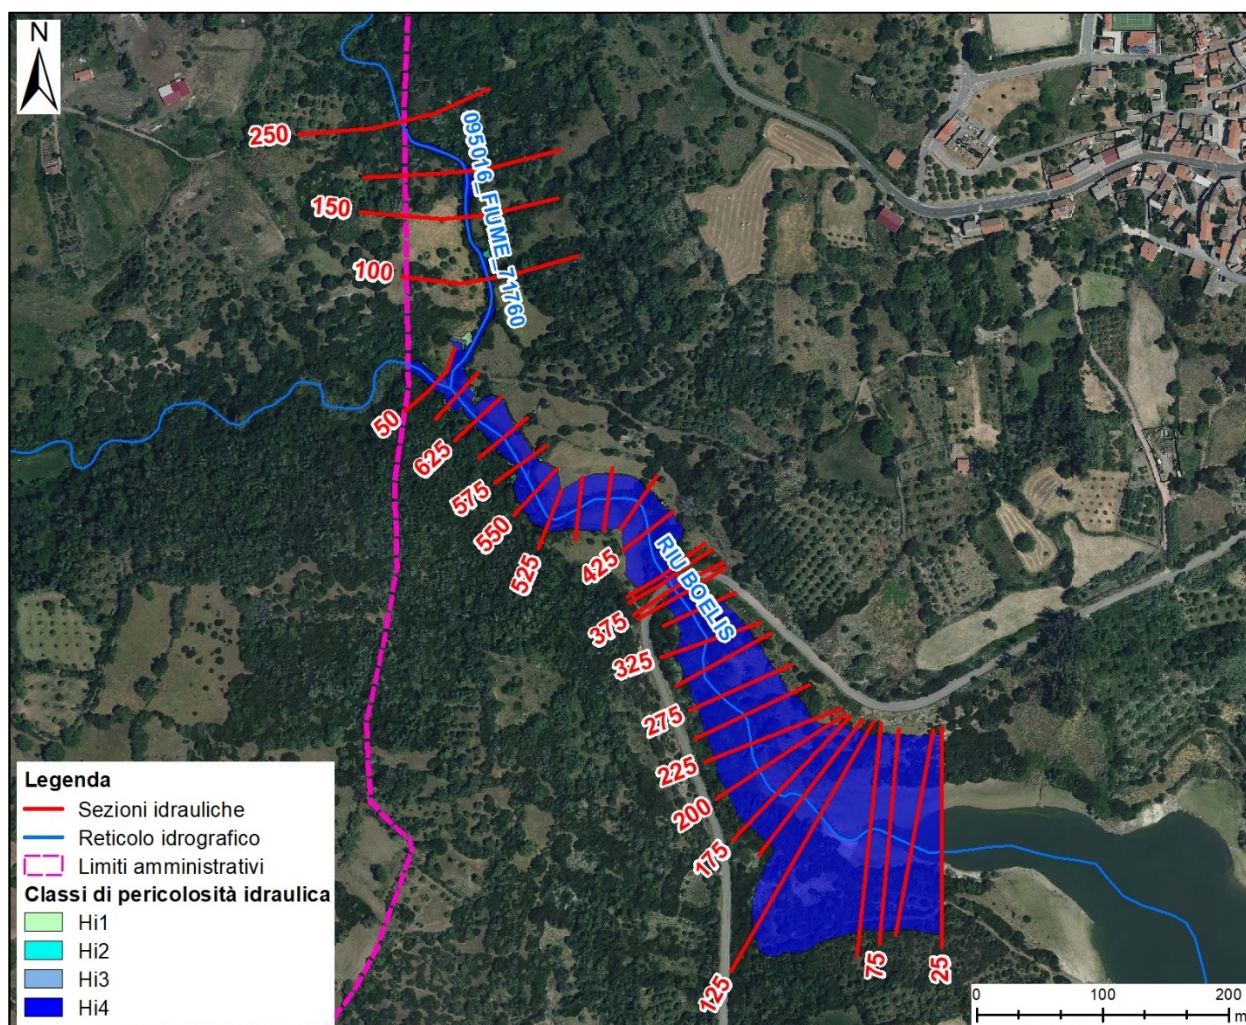 N
250
150
100
095016_FIUME_71760
50
625
575
550
525
425
RIU BOELIS
375
325
275
225
200
175
125
75
25
Legenda
Sezioni idrauliche
Reticolo idrografico
Limiti amministrativi
Classi di pericolosità idraulica
Hi1
Hi2
Hi3
Hi4
0 100 200
m